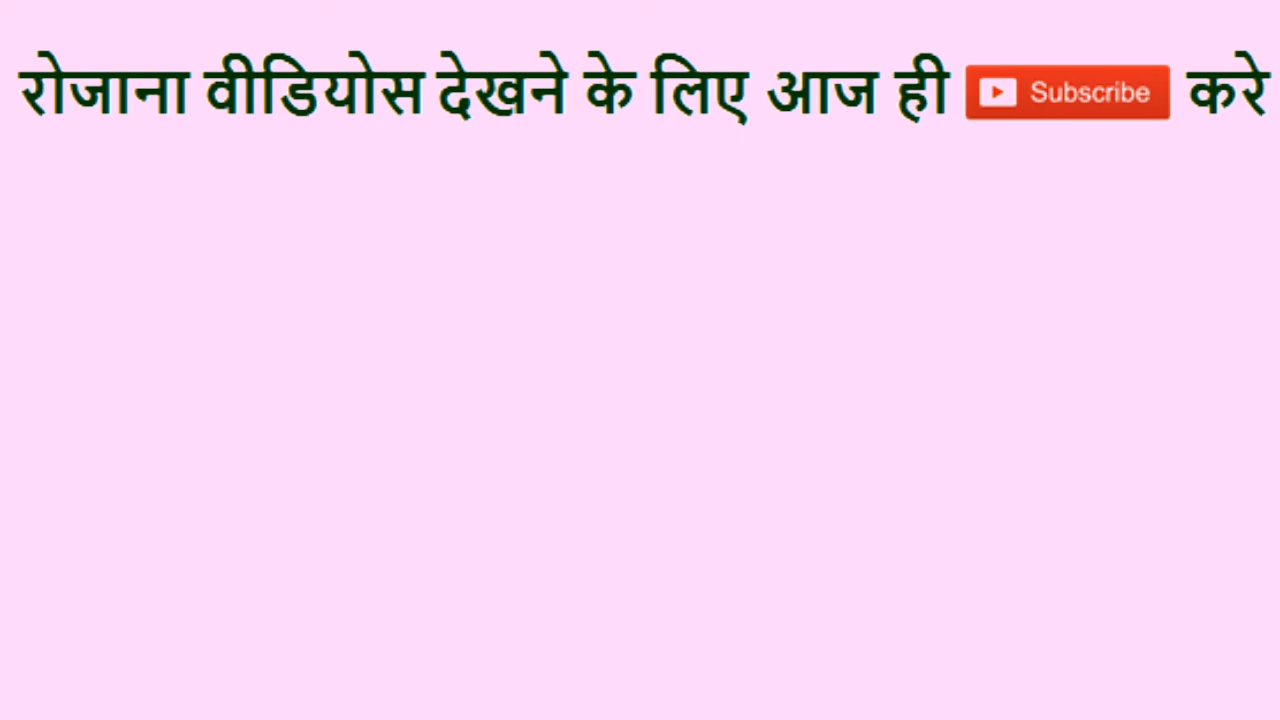 रोजाना वीडियोस देखने के लिए आज ही Subscribe करे